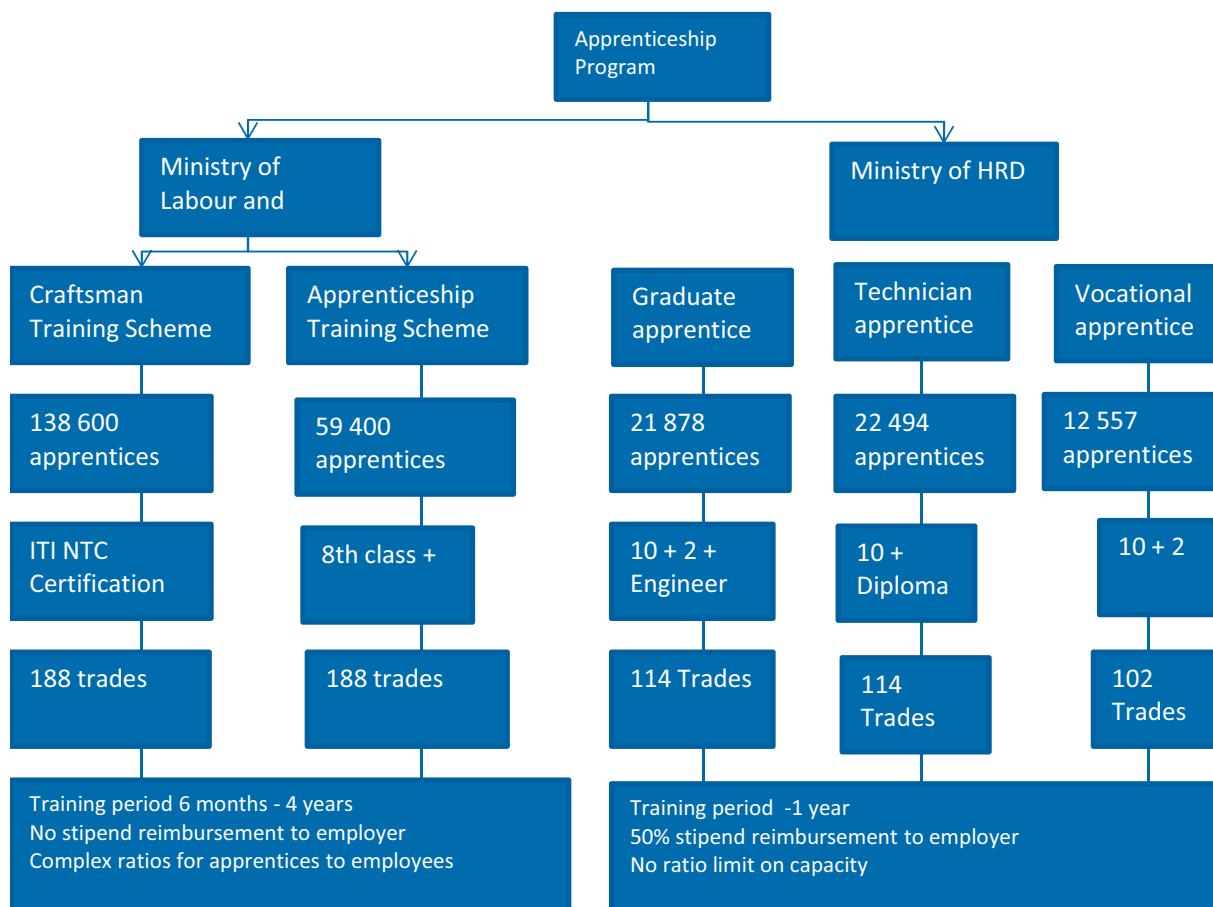 Apprenticeship
Program
Ministry of
Labour and
Ministry of HRD
Craftsman
Training Scheme
Apprenticeship
Training Scheme
Graduate
apprentice
Technician
apprentice
Vocational
apprentice
138 600
apprentices
59 400
apprentices
21 878
apprentices
22 494
apprentices
12 557
apprentices
ITI NTC
Certification
8th class +
10 + 2 +
Engineer
10 +
Diploma
10 + 2
188 trades
188 trades
114 Trades
114
Trades
102
Trades
Training period 6 months - 4 years
No stipend reimbursement to employer
Complex ratios for apprentices to employees
Training period  -1 year
50% stipend reimbursement to employer
No ratio limit on capacity